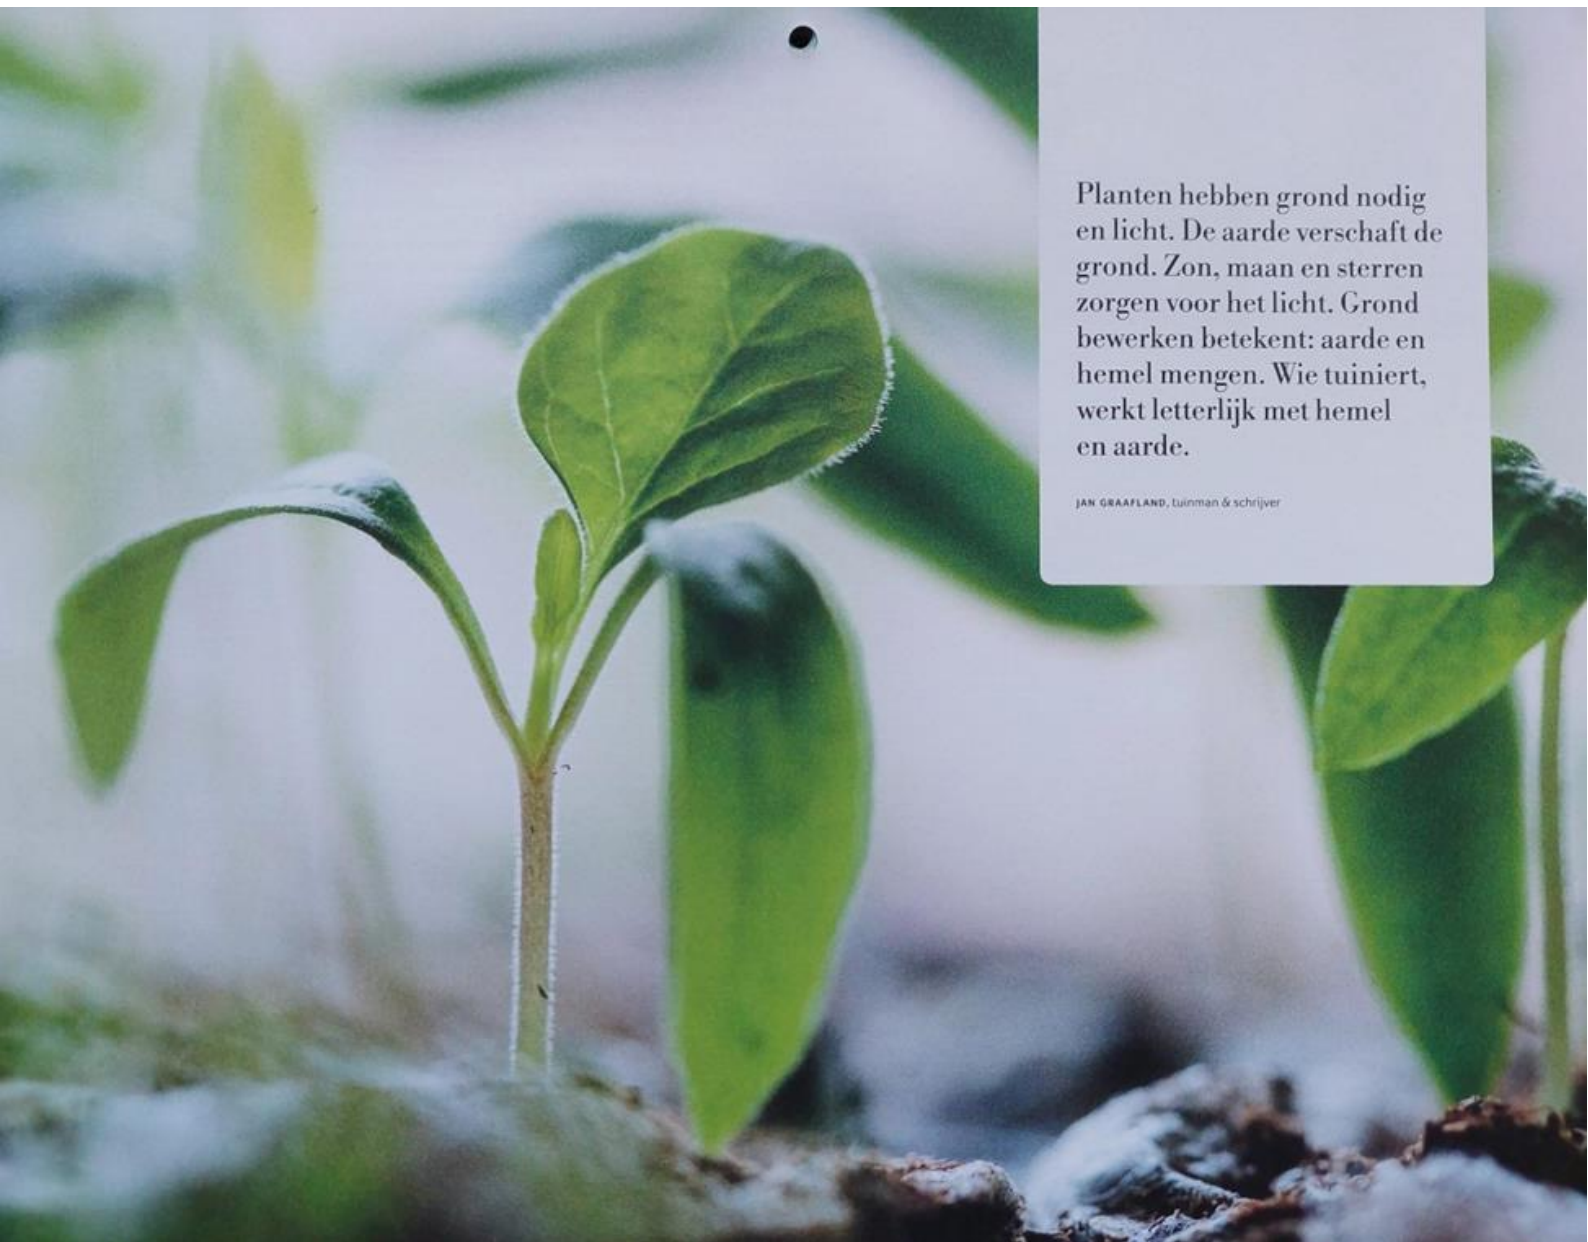 Planten hebben grond nodig
en licht. De aarde verschaft de
grond. Zon, maan en sterren
zorgen voor het licht. Grond
bewerken betekent: aarde en
hemel mengen. Wie tuiniert,
werkt letterlijk met hemel
en aarde.
JAN GRAAFLAND, tuinman & schrijver